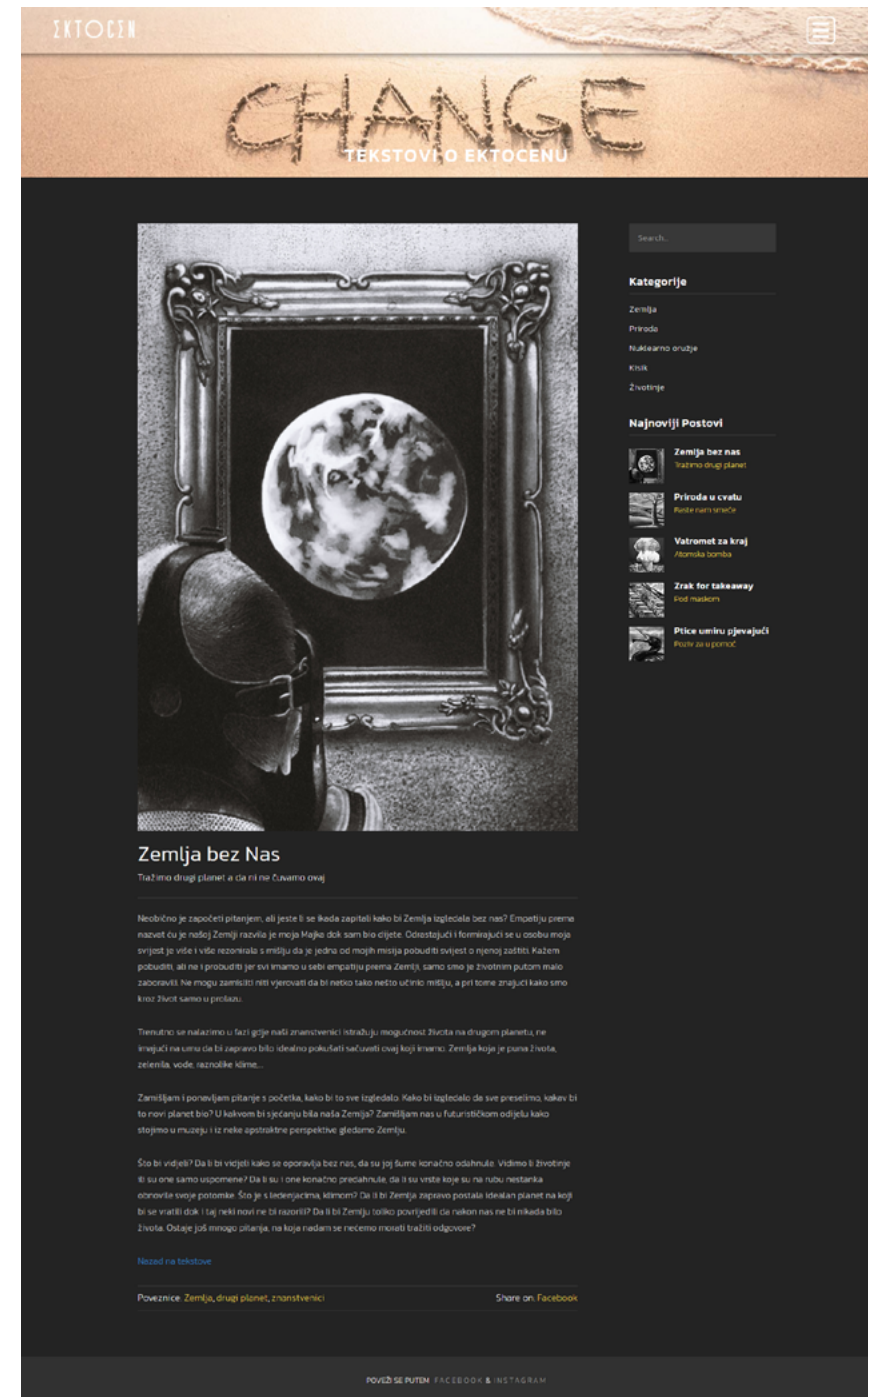 ΣKTOCΣN
CHANGE
TEKSTOVI O EKTOCENU
Search..
Kategorije
Zemlja
Priroda
Nuklearno oružje
Kisik
Životinje
Najnoviji Postovi
Zemlja bez nas
Tražimo drugi planet
Priroda u cvatu
Raste nam smeće
Vatromet za kraj
Atomska bomba
Zrak for takeaway
Pod maskom
Ptice umiru pjevajući
Poziv za u pomoć
Zemlja bez Nas
Tražimo drugi planet a da ni ne čuvamo ovaj
Neobično je započeti pitanjem, ali jeste li se ikada zapitali kako bi Zemlja izgledala bez nas? Empatiju prema
nazvat ću je našoj Zemlji razvila je moja Majka dok sam bio dijete. Odrastajući i formirajući se u osobu moja
svijest je više i više rezonirala s mišlju da je jedna od mojih misija pobuditi svijest o njenoj zaštiti. Kažem
pobuditi, ali ne i probuditi jer svi imamo u sebi empatiju prema Zemlji, samo smo je životnim putom malo
zaboravili. Ne mogu zamisliti niti vjerovati da bi netko tako nešto učinio mišlju, a pri tome znajući kako smo
kroz život samo u prolazu.
Trenutno se nalazimo u fazi gdje naši znanstvenici istražuju mogućnost života na drugom planetu, ne
imajući na umu da bi zapravo bilo idealno pokušati sačuvati ovaj koji imamo. Zemlja koja je puna života,
zelenila, vode, raznolike klime,...
Zamišljam i ponavljam pitanje s početka, kako bi to sve izgledalo. Kako bi izgledalo da sve preselimo, kakav bi
to novi planet bio? U kakvom bi sjećanju bila naša Zemlja? Zamišljam nas u futurističkom odijelu kako
stojimo u muzeju i iz neke apstraktne perspektive gledamo Zemlju.
Što bi vidjeli? Da li bi vidjeli kako se oporavlja bez nas, da su joj šume konačno odahnule. Vidimo li životinje
ili su one samo uspomene? Da li su i one konačno predahnule, da li su vrste koje su na rubu nestanka
obnovile svoje potomke. Što je s ledenjacima, klimom? Da li bi Zemlja zapravo postala idealan planet na koji
bi se vratili dok i taj neki novi ne bi razorili? Da li bi Zemlju toliko povrijedili da nakon nas ne bi nikada bilo
života. Ostaje još mnogo pitanja, na koja nadam se nećemo morati tražiti odgovore?
Nazad na tekstove
Poveznice: Zemlja, drugi planet, znanstvenici
Share on: Facebook
POVEŽI SE PUTEM FACEBOOK & INSTAGRAM